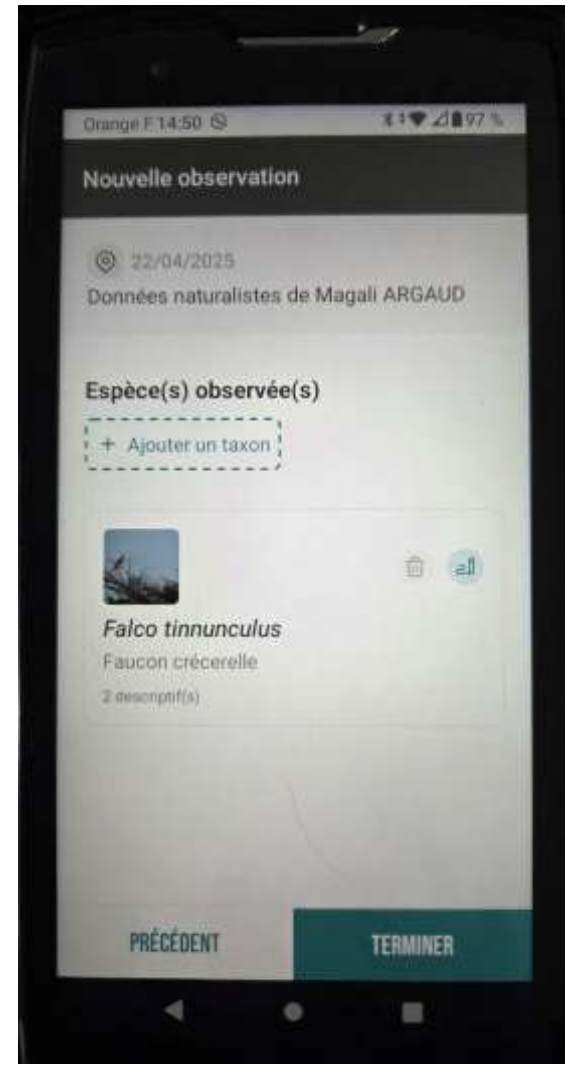 Orange F 14:50
97 %
Nouvelle observation
22/04/2025
Données naturalistes de Magali ARGAUD
Espèce(s) observée(s)
+ Ajouter un taxon
Falco tinnunculus
Faucon crécerelle
2 descriptif(s)
PRÉCÉDENT
TERMINER